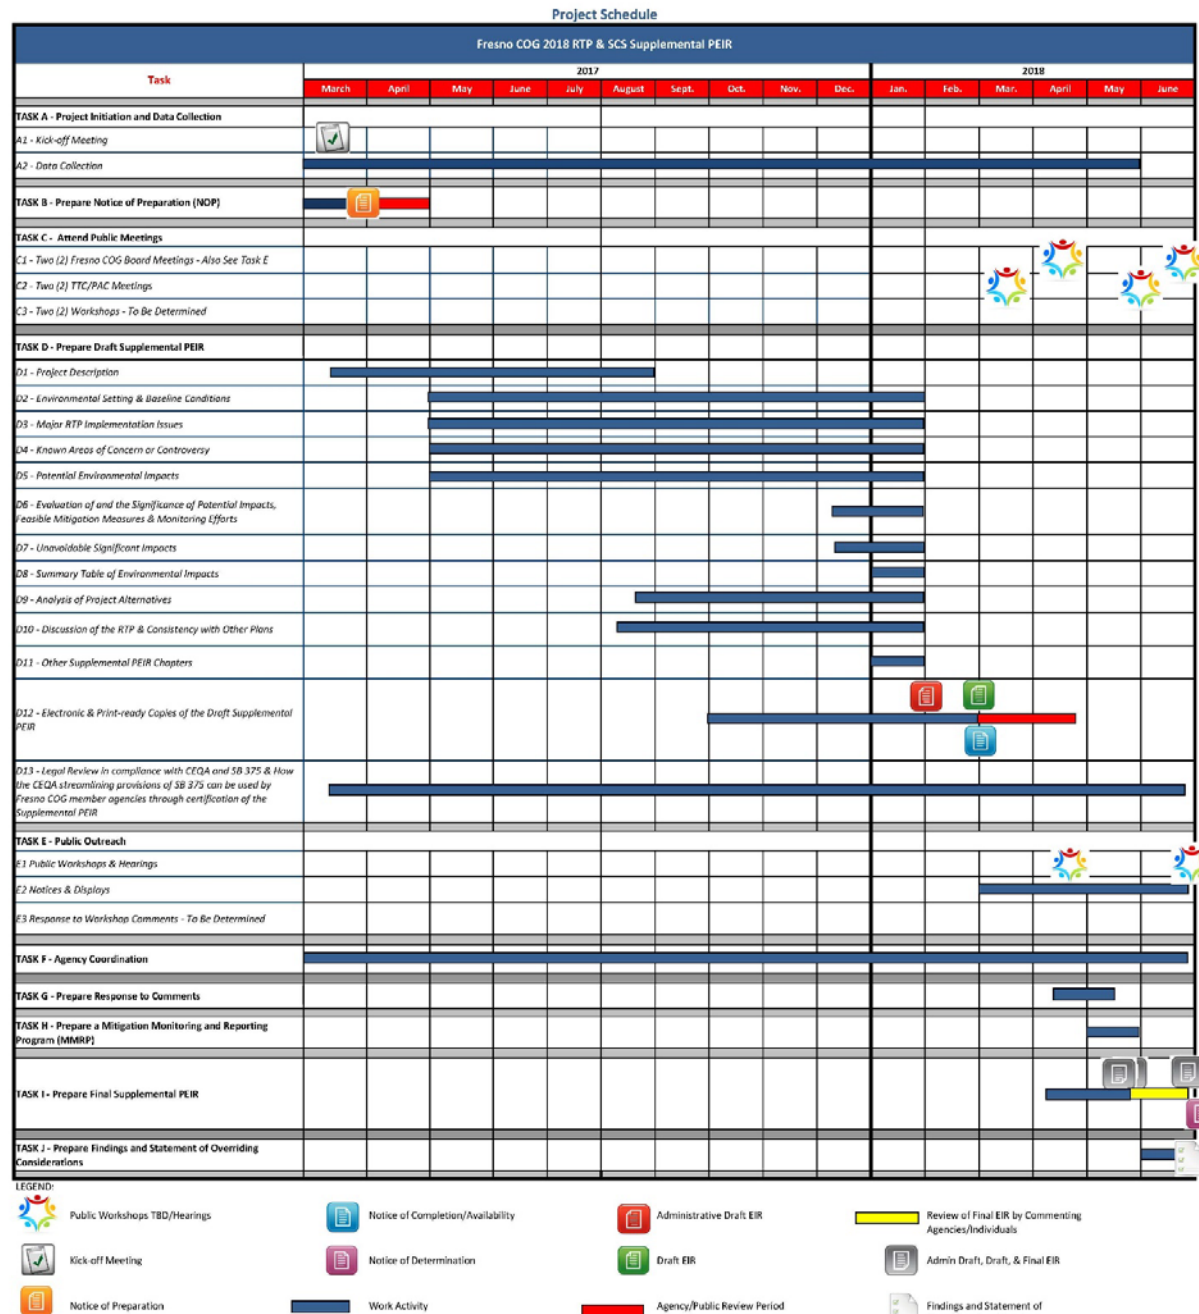 Project Schedule
Fresno COG 2018 RTP & SCS Supplemental PEIR
Task
2017
2018
March April May June July August Sept. Oct. Nov. Dec. Jan. Feb. Mar. April May June
TASK A - Project Initiation and Data Collection
A1 - Kick-off Meeting
A2 - Data Collection
TASK B - Prepare Notice of Preparation (NOP)
TASK C - Attend Public Meetings
C1 - Two (2) Fresno COG Board Meetings - Also See Task E
C2 - Two (2) TTC/PAC Meetings
C3 - Two (2) Workshops - To Be Determined
TASK D - Prepare Draft Supplemental PEIR
D1 - Project Description
D2 - Environmental Setting & Baseline Conditions
D3 - Major RTP Implementation Issues
D4 - Known Areas of Concern or Controversy
D5 - Potential Environmental Impacts
D6 - Evaluation of and the Significance of Potential Impacts,
Feasible Mitigation Measures & Monitoring Efforts
D7 - Unavoidable Significant Impacts
D8 - Summary Table of Environmental Impacts
D9 - Analysis of Project Alternatives
D10 - Discussion of the RTP & Consistency with Other Plans
D11 - Other Supplemental PEIR Chapters
D12 - Electronic & Print-ready Copies of the Draft Supplemental
PEIR
D13 - Legal Review in compliance with CEQA and SB 375 & How
the CEQA streamlining provisions of SB 375 can be used by
Fresno COG member agencies through certification of the
Supplemental PEIR
TASK E - Public Outreach
E1 Public Workshops & Hearings
E2 Notices & Displays
E3 Response to Workshop Comments - To Be Determined
TASK F - Agency Coordination
TASK G - Prepare Response to Comments
TASK H - Prepare a Mitigation Monitoring and Reporting
Program (MMRP)
TASK I - Prepare Final Supplemental PEIR
TASK J - Prepare Findings and Statement of Overriding
Considerations
LEGEND:
Public Workshops TBD/Hearings
Notice of Completion/Availability
Administrative Draft EIR
Review of Final EIR by Commenting
Agencies/Individuals
Kick-off Meeting
Notice of Determination
Draft EIR
Admin Draft, Draft, & Final EIR
Notice of Preparation
Work Activity
Agency/Public Review Period
Findings and Statement of